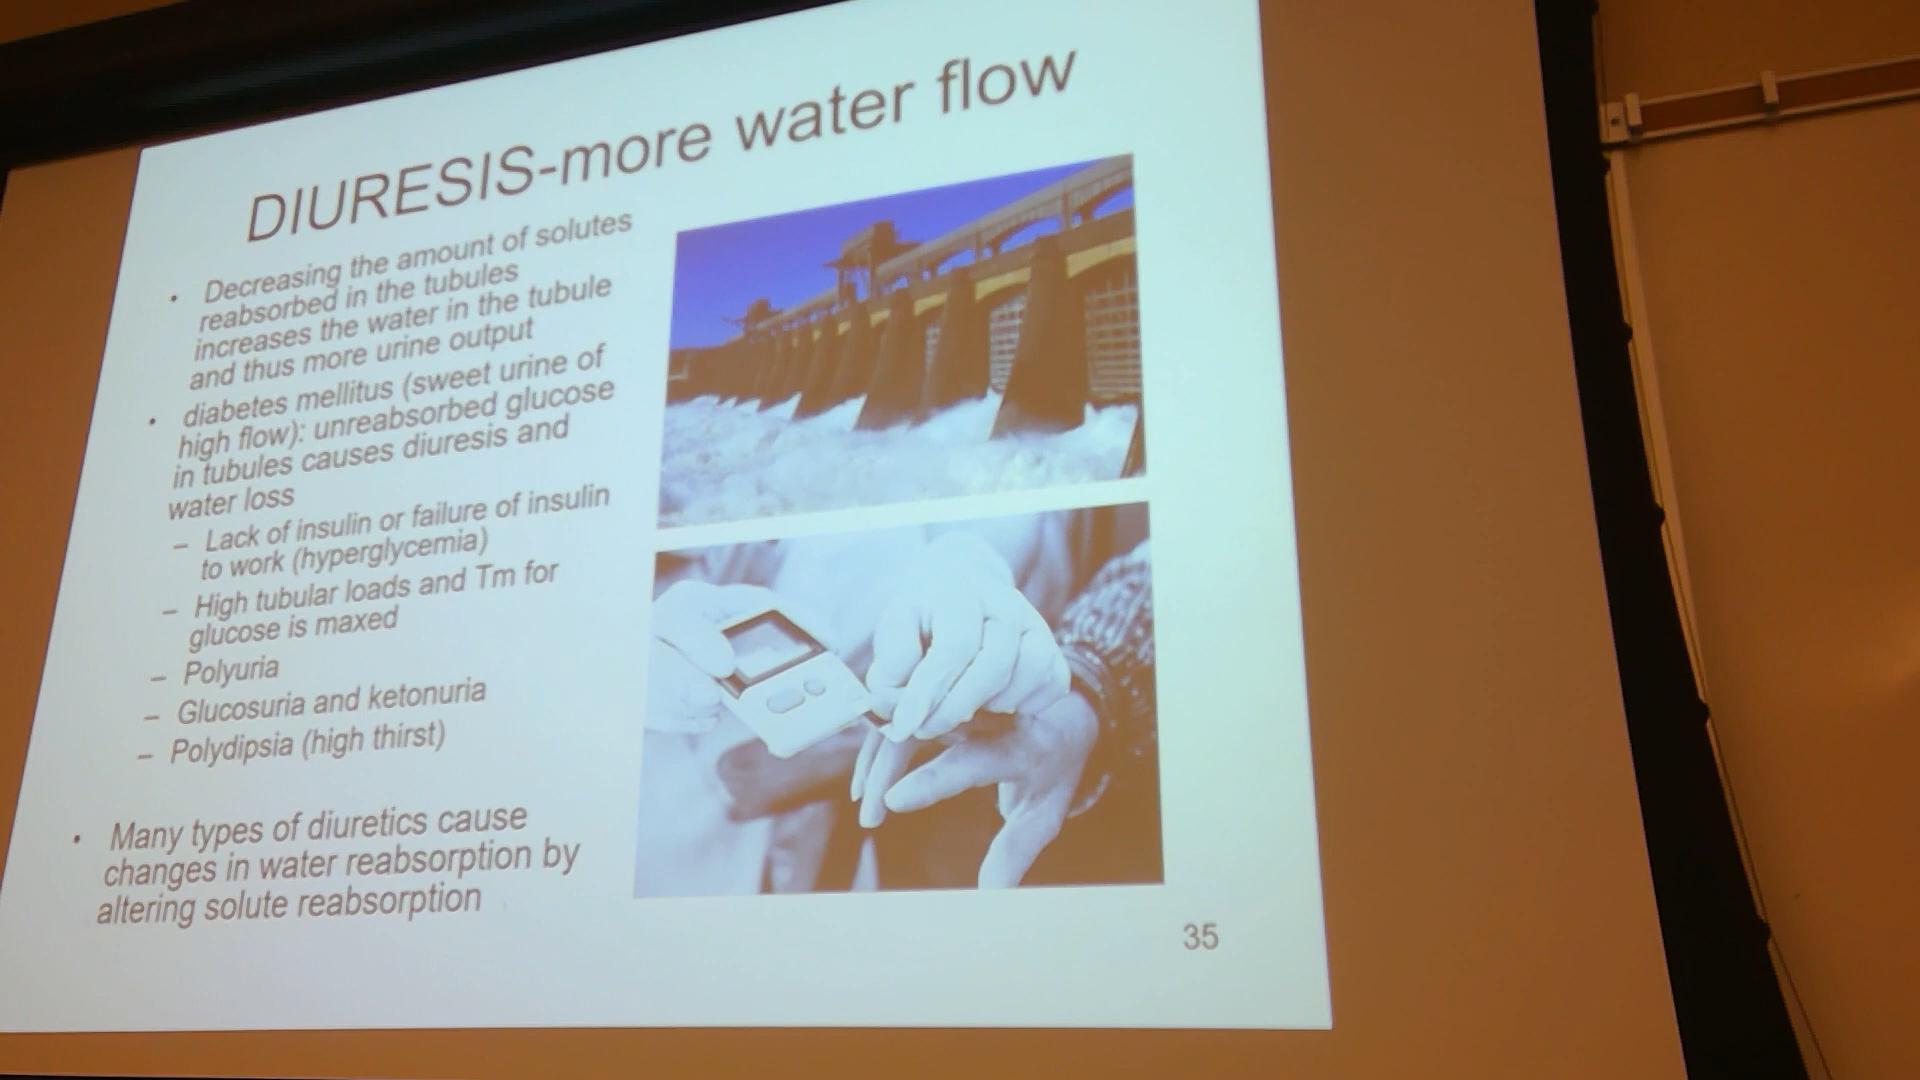 DIURESIS-more water flow
• Decreasing the amount of solutes
reabsorbed in the tubules
increases the water in the tubule
and thus more urine output
• diabetes mellitus (sweet urine of
high flow): unreabsorbed glucose
in tubules causes diuresis and
water loss
– Lack of insulin or failure of insulin
to work (hyperglycemia)
– High tubular loads and Tm for
glucose is maxed
– Polyuria
– Glucosuria and ketonuria
– Polydipsia (high thirst)
• Many types of diuretics cause
changes in water reabsorption by
altering solute reabsorption
35